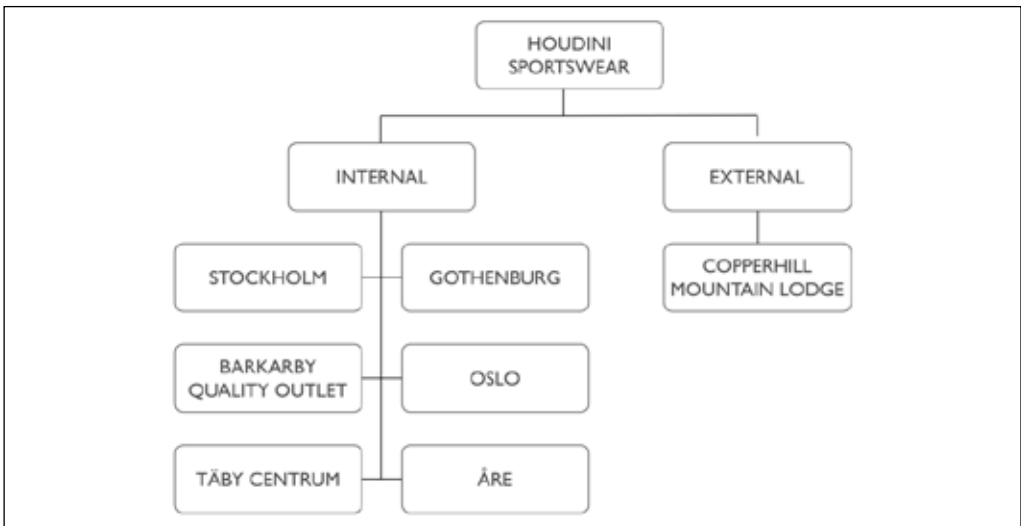 HOUDINI
SPORTSWEAR
INTERNAL
EXTERNAL
STOCKHOLM
GOTHENBURG
COPPERHILL
MOUNTAIN LODGE
BARKARBY
QUALITY OUTLET
OSLO
TÄBY CENTRUM
ÅRE